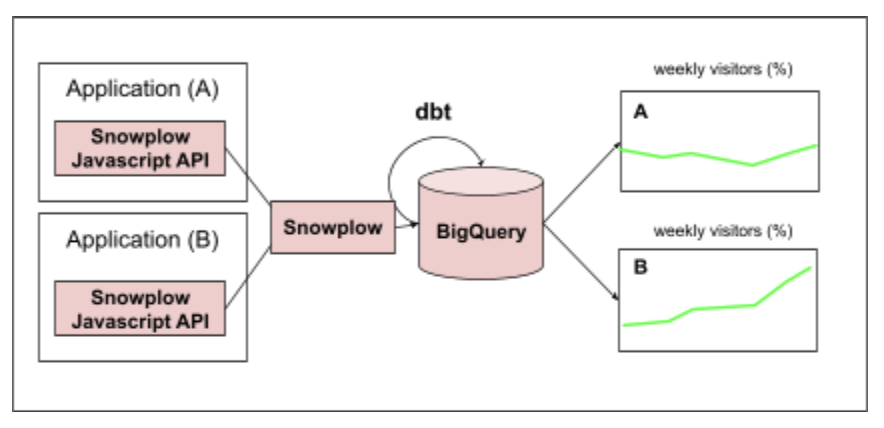 Application (A)
Snowplow
Javascript API
Application (B)
Snowplow
Javascript API
Snowplow
dbt
BigQuery
weekly visitors (%)
A
weekly visitors (%)
B